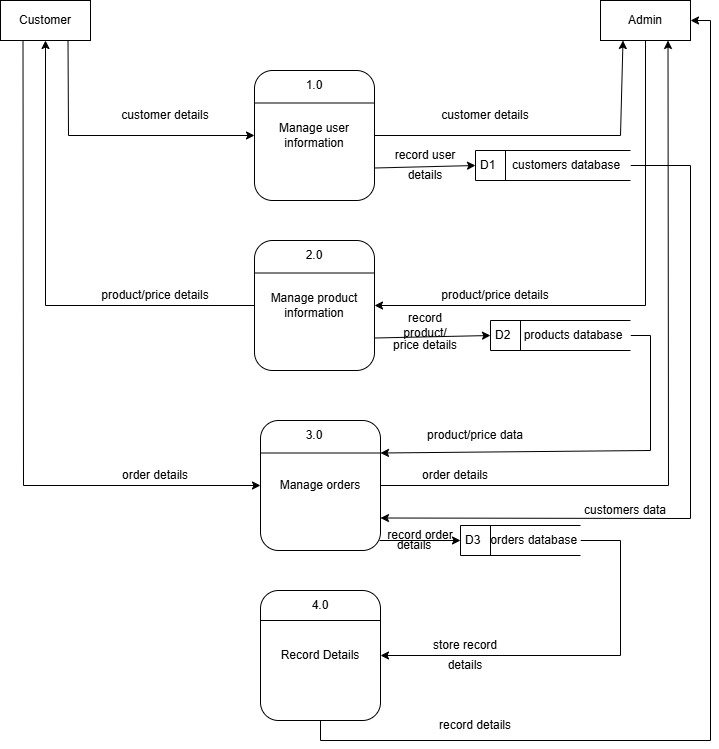 Customer
Admin
1.0
customer details
customer details
Manage user
information
record user
details
D1
customers database
2.0
product/price details
product/price details
Manage product
information
record
product/
price details
D2
products database
3.0
product/price data
order details
Manage orders
order details
customers data
record order
details
D3
orders database
4.0
Record Details
store record
details
record details